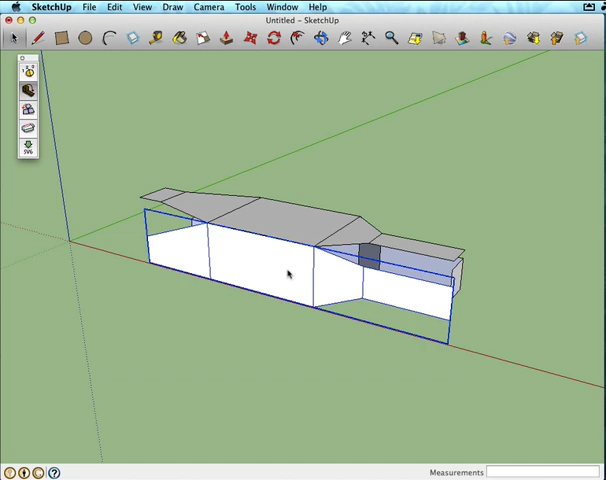 SketchUp File Edit View Draw Camera Tools Window Help
Untitled – SketchUp
SVG
Measurements